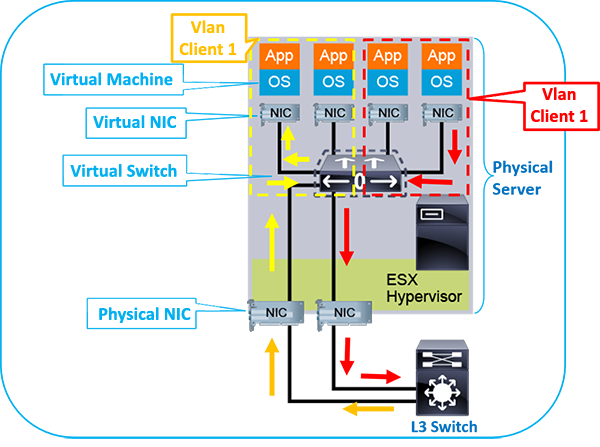 Vlan
Client 1
App App App App
OS OS OS OS
Virtual Machine
Vlan
Client 1
Virtual NIC
NIC NIC NIC NIC
Virtual Switch
Physical
Server
0
ESX
Hypervisor
Physical NIC
NIC NIC
L3 Switch